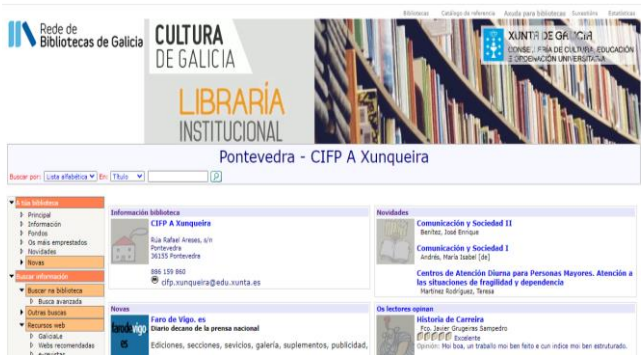 Bibliotecas Catálogo de referencia Axuda para bibliotecas Suxestións Estatísticas
Rede de
Bibliotecas de Galicia
CULTURA
DE GALICIA
LIBRARÍA
INSTITUCIONAL
XUNTA DE GALICIA
CONSELLERÍA DE CULTURA, EDUCACIÓN
E ORDENACIÓN UNIVERSITARIA
Pontevedra - CIFP A Xunqueira
Buscar por: Lista alfabética En: Título
A túa biblioteca
Principal
Información
Fondos
Os máis emprestados
Novidades
Novas
Buscar información
Buscar na biblioteca
Busca avanzada
Outras buscas
Recursos web
GaliciaLe
Webs recomendadas
e-revistas
Información biblioteca
CIFP A Xunqueira
Rúa Rafael Areses, s/n
Pontevedra
36155 Pontevedra
886 159 860
cifp.xunqueira@edu.xunta.es
Novas
farodevigo
es
Faro de Vigo. es
Diario decano de la prensa nacional
Ediciones, secciones, sevicios, galería, suplementos, publicidad,
Novidades
Comunicación y Sociedad II
Benítez, José Enrique
Comunicación y Sociedad I
Andrés, María Isabel [de]
Centros de Atención Diurna para Personas Mayores. Atención a
las situaciones de fragilidad y dependencia
Martínez Rodríguez, Teresa
Os lectores opinan
Historia de Carreira
Fco. Javier Grugeiras Sampedro
Excelente
Opinión: Moi boa, un traballo moi ben feito e cun indice moi ben estruturado.